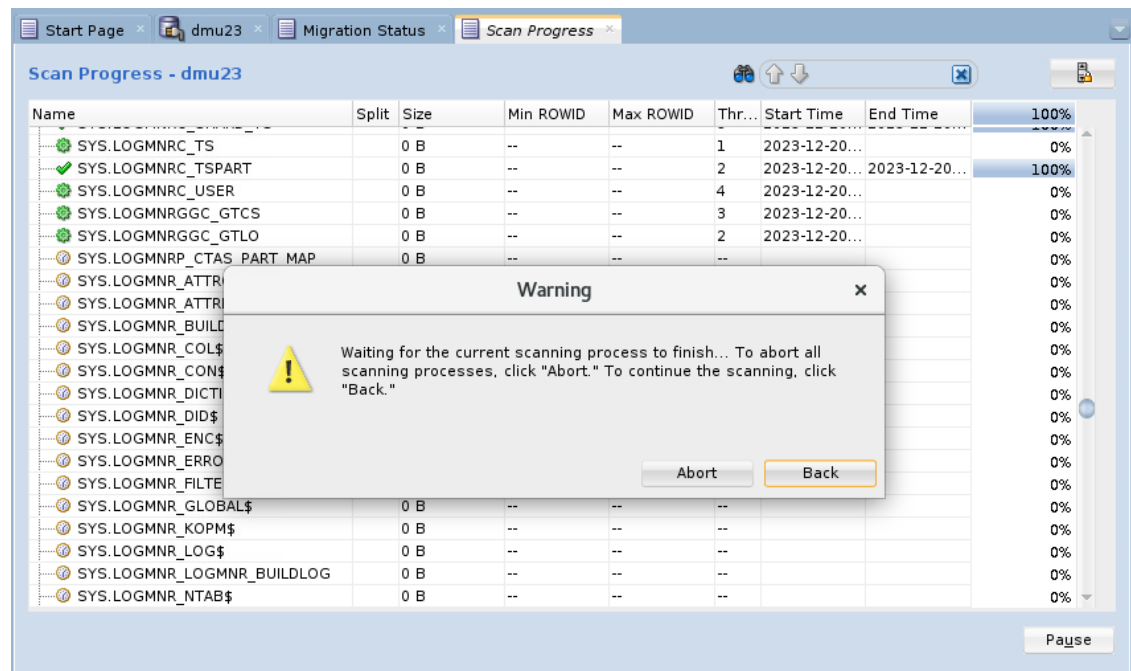 Start Page dmu23 Migration Status Scan Progress
Scan Progress - dmu23
Name Split Size Min ROWID Max ROWID Thr... Start Time End Time 100%
SYS.LOGMNRC_TS 0 B -- -- 1 2023-12-20... 0%
SYS.LOGMNRC_TSPART 0 B -- -- 2 2023-12-20... 2023-12-20... 100%
SYS.LOGMNRC_USER 0 B -- -- 4 2023-12-20... 0%
SYS.LOGMNRGGC_GTCS 0 B -- -- 3 2023-12-20... 0%
SYS.LOGMNRGGC_GTLO 0 B -- -- 2 2023-12-20... 0%
SYS.LOGMNRP_CTAS_PART_MAP 0 B -- -- -- 0%
SYS.LOGMNR_ATTR 0%
SYS.LOGMNR_ATTRI 0%
SYS.LOGMNR_BUILD 0%
SYS.LOGMNR_COL$ 0%
SYS.LOGMNR_CON$ 0%
SYS.LOGMNR_DICTI 0%
SYS.LOGMNR_DID$ 0%
SYS.LOGMNR_ENC$ 0%
SYS.LOGMNR_ERRO 0%
SYS.LOGMNR_FILTE 0%
Warning
Waiting for the current scanning process to finish... To abort all
scanning processes, click "Abort." To continue the scanning, click
"Back."
Abort Back
SYS.LOGMNR_GLOBAL$ 0 B -- -- -- 0%
SYS.LOGMNR_KOPM$ 0 B -- -- -- 0%
SYS.LOGMNR_LOG$ 0 B -- -- -- 0%
SYS.LOGMNR_LOGMNR_BUILDLOG 0 B -- -- -- 0%
SYS.LOGMNR_NTAB$ 0 B -- -- -- 0%
Pause